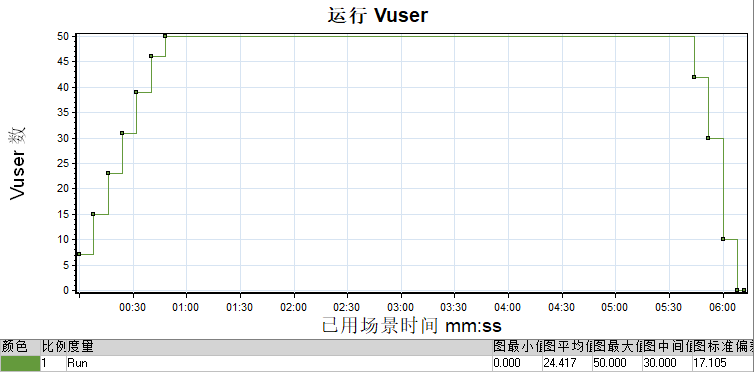 运行 Vuser
Vuser 数
50
45
40
35
30
25
20
15
10
5
0
00:30 01:00 01:30 02:00 02:30 03:00 03:30 04:00 04:30 05:00 05:30 06:00
已用场景时间 mm:ss
颜色 比例 度量 图最小值 图平均值 图最大值 图中间值 图标准偏差
1 Run 0.000 24.417 50.000 30.000 17.105